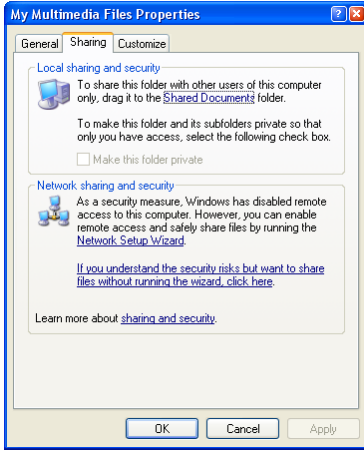 My Multimedia Files Properties
General Sharing Customize
Local sharing and security
To share this folder with other users of this computer
only, drag it to the Shared Documents folder.
To make this folder and its subfolders private so that
only you have access, select the following check box.
Make this folder private
Network sharing and security
As a security measure, Windows has disabled remote
access to this computer. However, you can enable
remote access and safely share files by running the
Network Setup Wizard.
If you understand the security risks but want to share
files without running the wizard, click here.
Learn more about sharing and security.
OK Cancel Apply